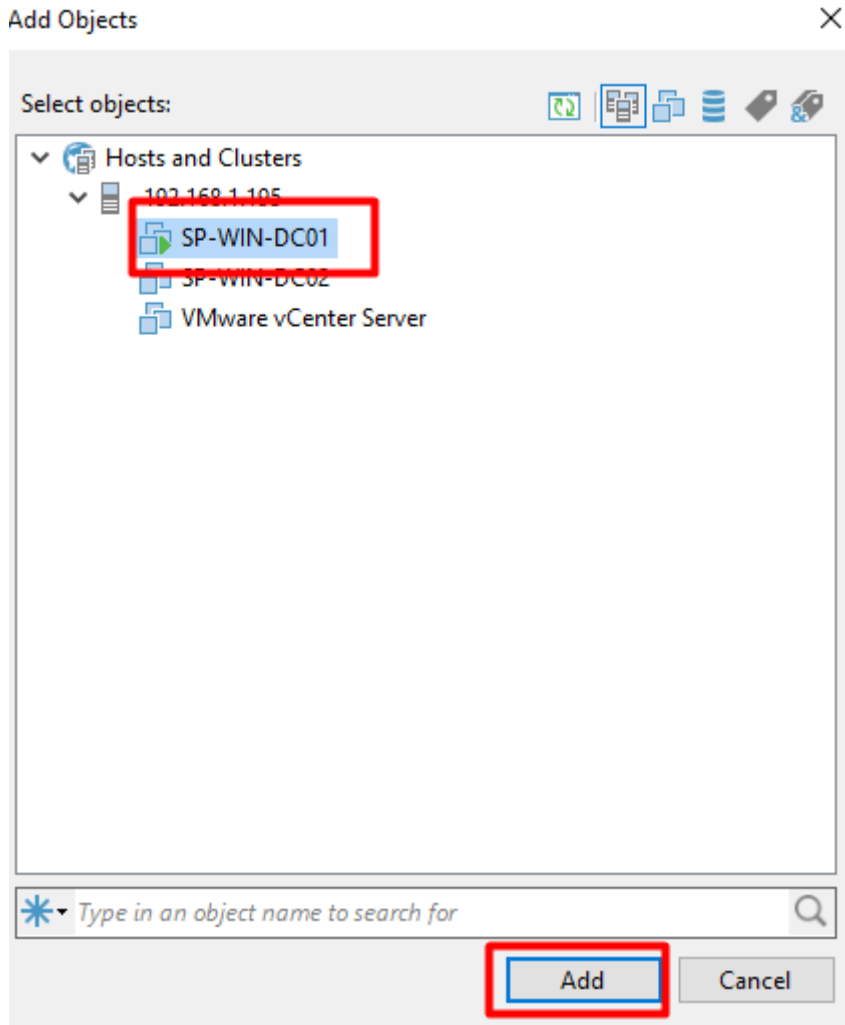 Add Objects
Select objects:
Hosts and Clusters
192.168.1.195
SP-WIN-DC01
SP-WIN-DC02
VMware vCenter Server
Type in an object name to search for
Add Cancel